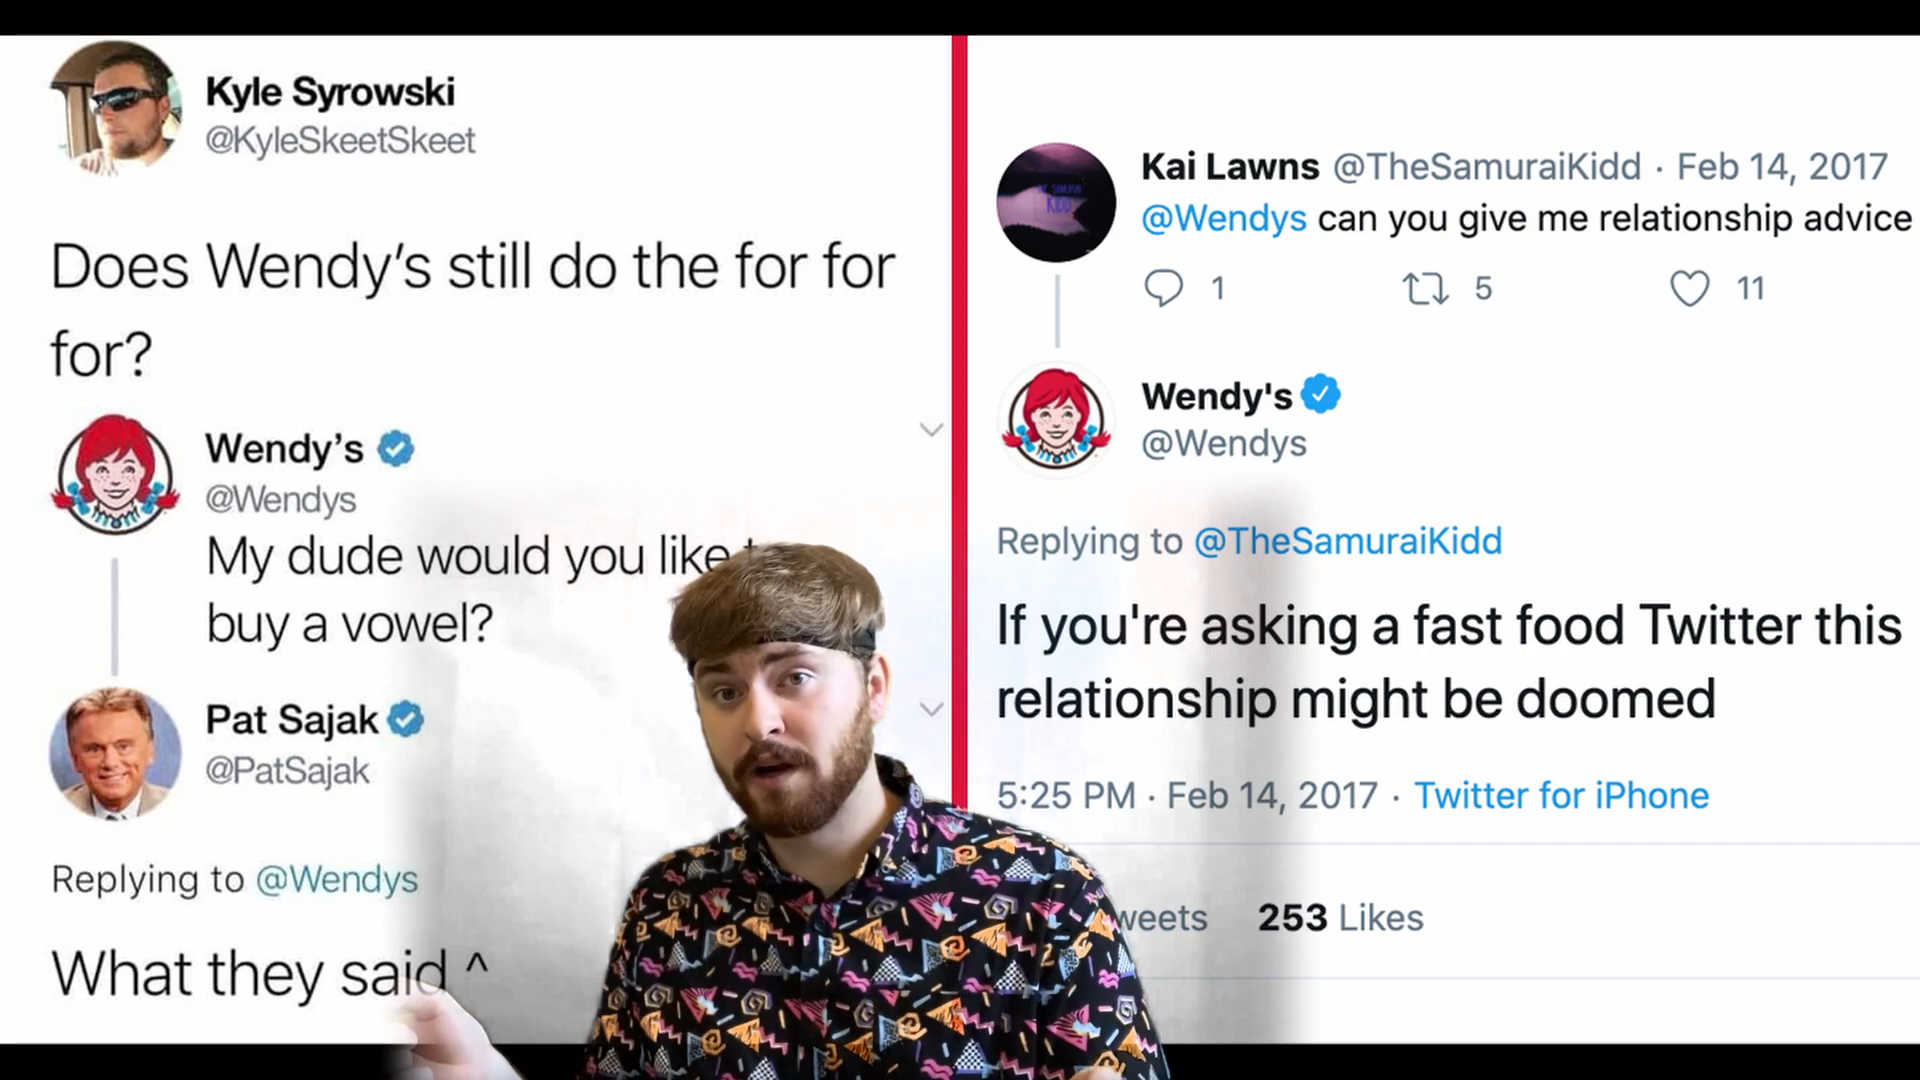 Kyle Syrowski
@KyleSkeetSkeet
Does Wendy's still do the for for
for?
Wendy's
@Wendys
My dude would you like
buy a vowel?
Pat Sajak
@PatSajak
Replying to @Wendys
What they said ^
Kai Lawns @TheSamuraiKidd · Feb 14, 2017
@Wendys can you give me relationship advice
1 5 11
Wendy's
@Wendys
Replying to @TheSamuraiKidd
If you're asking a fast food Twitter this
relationship might be doomed
5:25 PM · Feb 14, 2017 · Twitter for iPhone
253 Likes